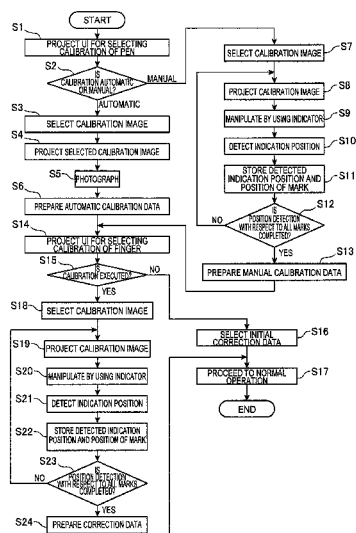 START
S1
PROJECT UI FOR SELECTING
CALIBRATION OF PEN
S2
IS
CALIBRATION AUTOMATIC
OR MANUAL?
MANUAL
AUTOMATIC
S3
SELECT CALIBRATION IMAGE
S4
PROJECT SELECTED CALIBRATION IMAGE
S5
PHOTOGRAPH
S6
PREPARE AUTOMATIC CALIBRATION DATA
S7
SELECT CALIBRATION IMAGE
S8
PROJECT CALIBRATION IMAGE
S9
MANIPULATE BY USING INDICATOR
S10
DETECT INDICATION POSITION
S11
STORE DETECTED
INDICATION POSITION AND
POSITION OF MARK
S12
IS
POSITION DETECTION
WITH RESPECT TO ALL MARKS
COMPLETED?
NO
YES
S13
PREPARE MANUAL CALIBRATION DATA
S14
PROJECT UI FOR SELECTING
CALIBRATION OF FINGER
S15
IS
CALIBRATION EXECUTED?
NO
YES
S16
SELECT INITIAL
CORRECTION DATA
S17
PROCEED TO NORMAL
OPERATION
END
S18
SELECT CALIBRATION IMAGE
S19
PROJECT CALIBRATION IMAGE
S20
MANIPULATE BY USING INDICATOR
S21
DETECT INDICATION POSITION
S22
STORE DETECTED INDICATION
POSITION AND POSITION OF MARK
S23
IS
POSITION DETECTION
WITH RESPECT TO ALL MARKS
COMPLETED?
NO
YES
S24
PREPARE CORRECTION DATA